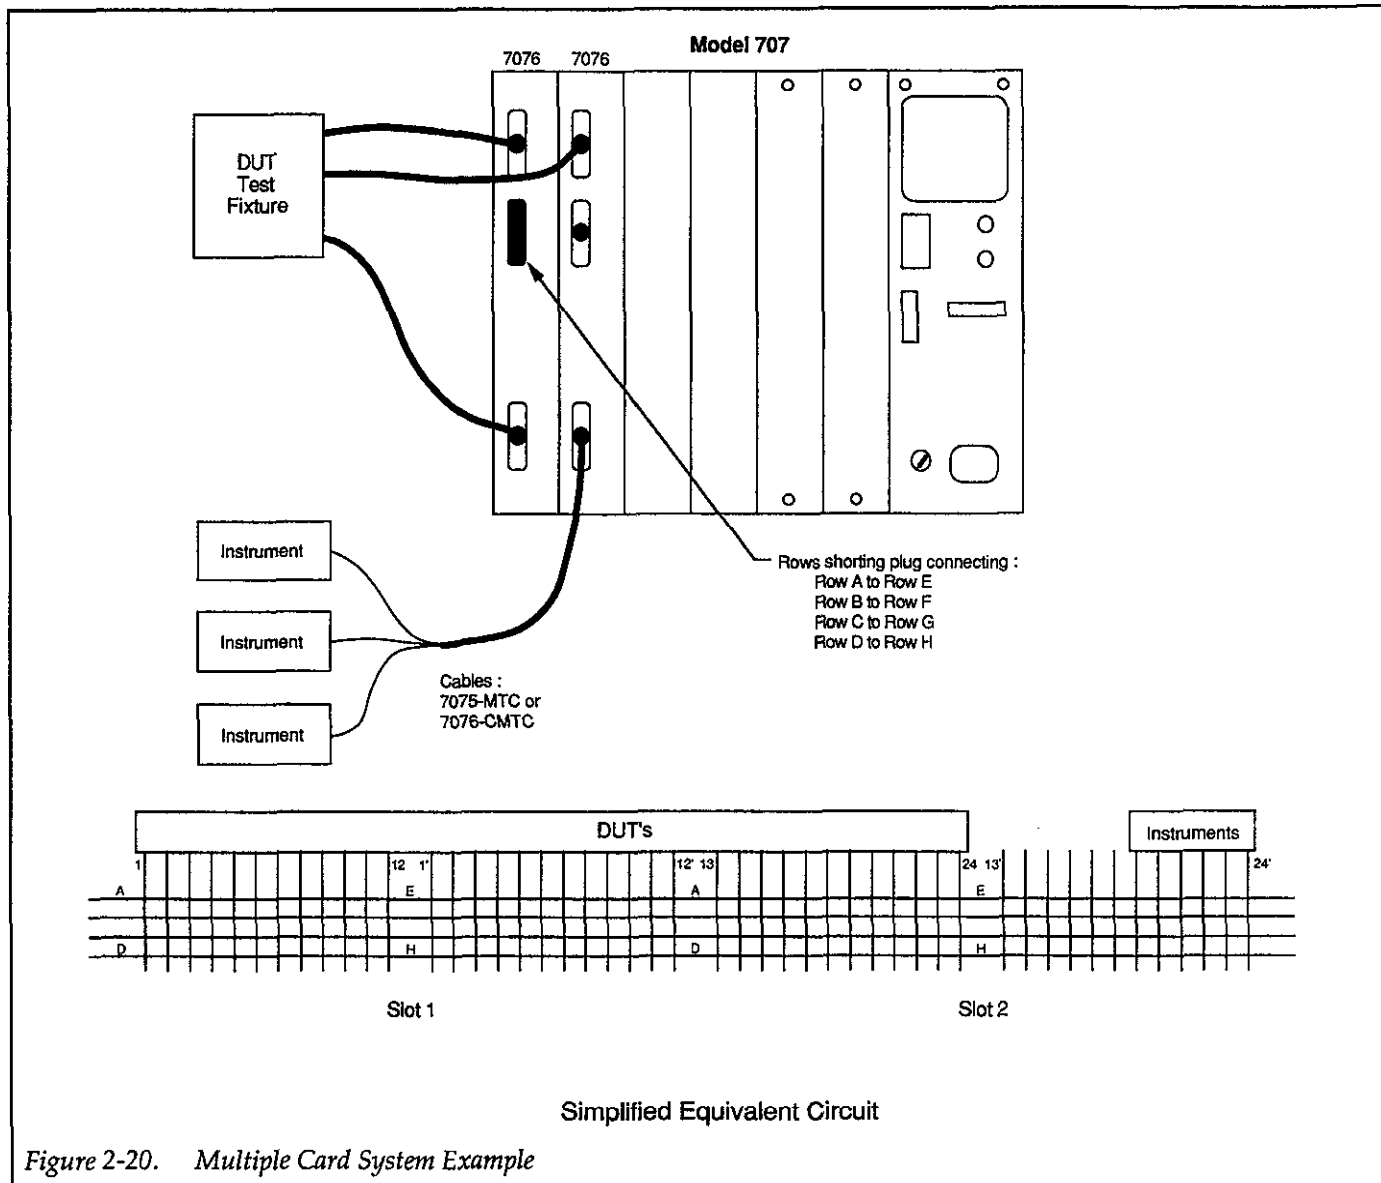 Model 707
7076 7076
DUT
Test
Fixture
Instrument
Instrument
Instrument
Rows shorting plug connecting :
Row A to Row E
Row B to Row F
Row C to Row G
Row D to Row H
Cables :
7075-MTC or
7076-CMTC
DUT's
Instruments
1 12 1' 12' 13 24 13' 24'
A E A E
D H D H
Slot 1 Slot 2
Simplified Equivalent Circuit
Figure 2-20. Multiple Card System Example